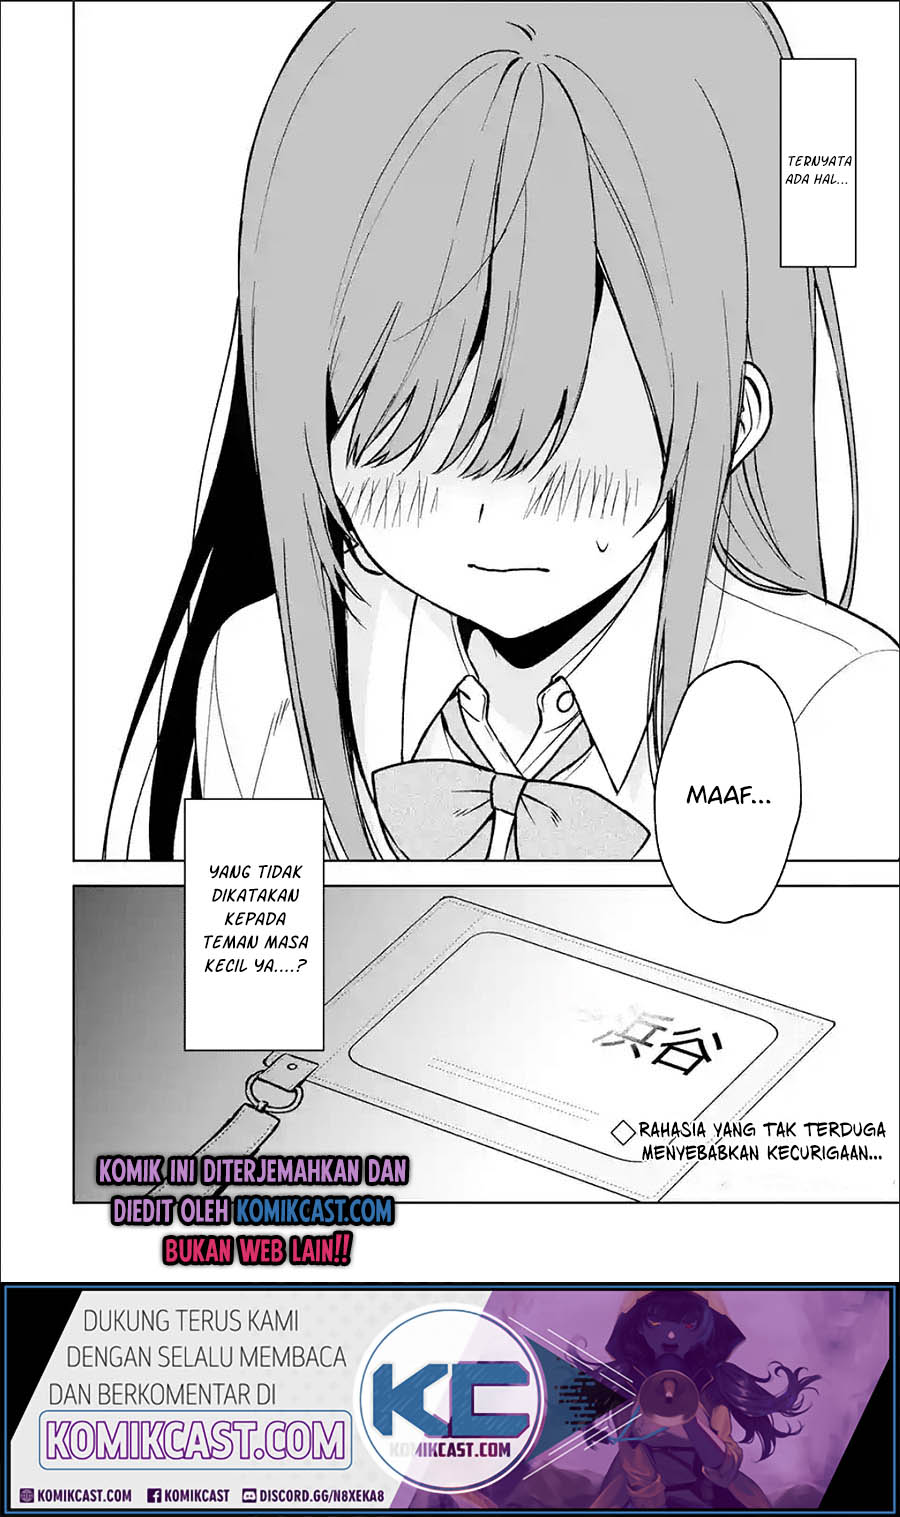 TERNYATA
ADA HAL...
MAAF...
YANG TIDAK
DIKATAKAN
KEPADA
TEMAN MASA
KECIL YA....?
浜谷
RAHASIA YANG TAK TERDUGA
MENYEBABKAN KECURIGAAN...
KOMIK INI DITERJEMAHKAN DAN
DIEDIT OLEH KOMIKCAST.COM
BUKAN WEB LAIN!!
DUKUNG TERUS KAMI
DENGAN SELALU MEMBACA
DAN BERKOMENTAR DI
KOMIKCAST.COM
KC
KOMIKCAST.COM
KOMIKCAST.COM KOMIKCAST DISCORD.GG/N8XEKA8